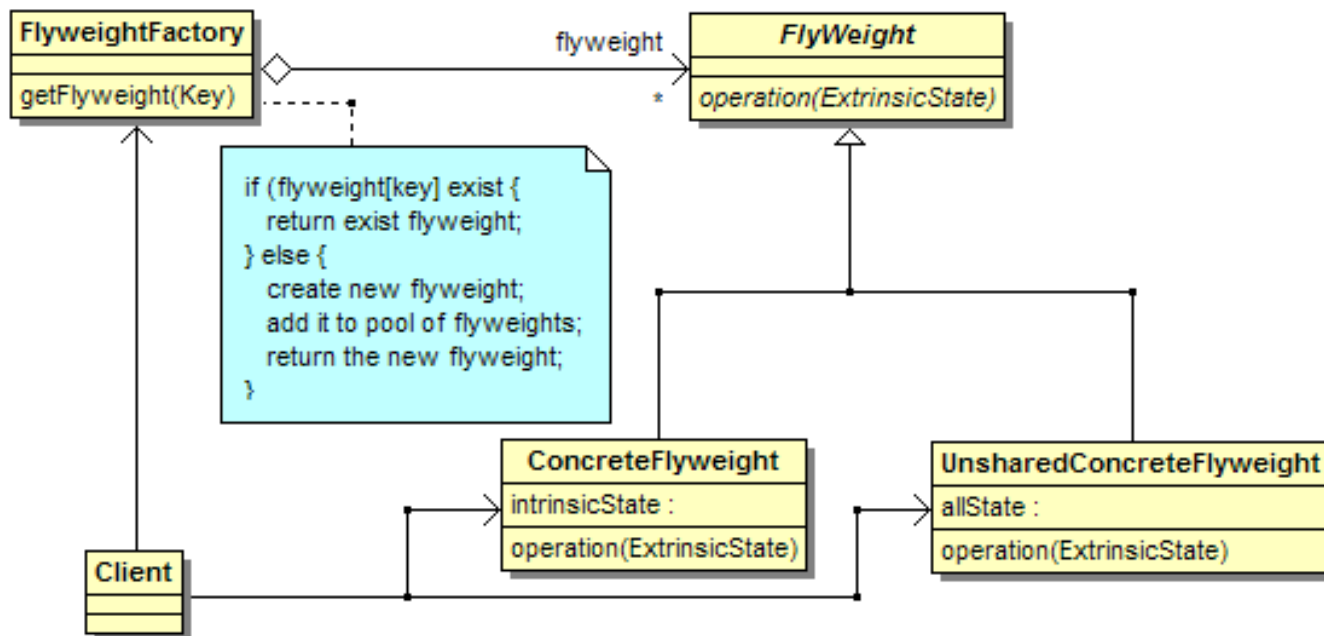 FlyweightFactory
getFlyweight(Key)
flyweight
*
FlyWeight
operation(ExtrinsicState)
if (flyweight[key] exist {
return exist flyweight;
} else {
create new flyweight;
add it to pool of flyweights;
return the new flyweight;
}
ConcreteFlyweight
intrinsicState :
operation(ExtrinsicState)
UnsharedConcreteFlyweight
allState :
operation(ExtrinsicState)
Client